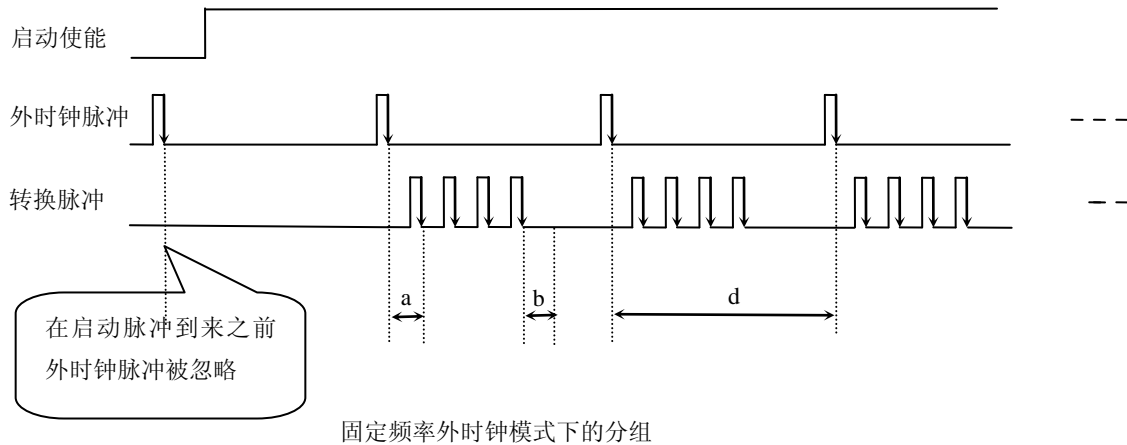 启动使能
外时钟脉冲
转换脉冲
a
b
d
在启动脉冲到来之前
外时钟脉冲被忽略
固定频率外时钟模式下的分组